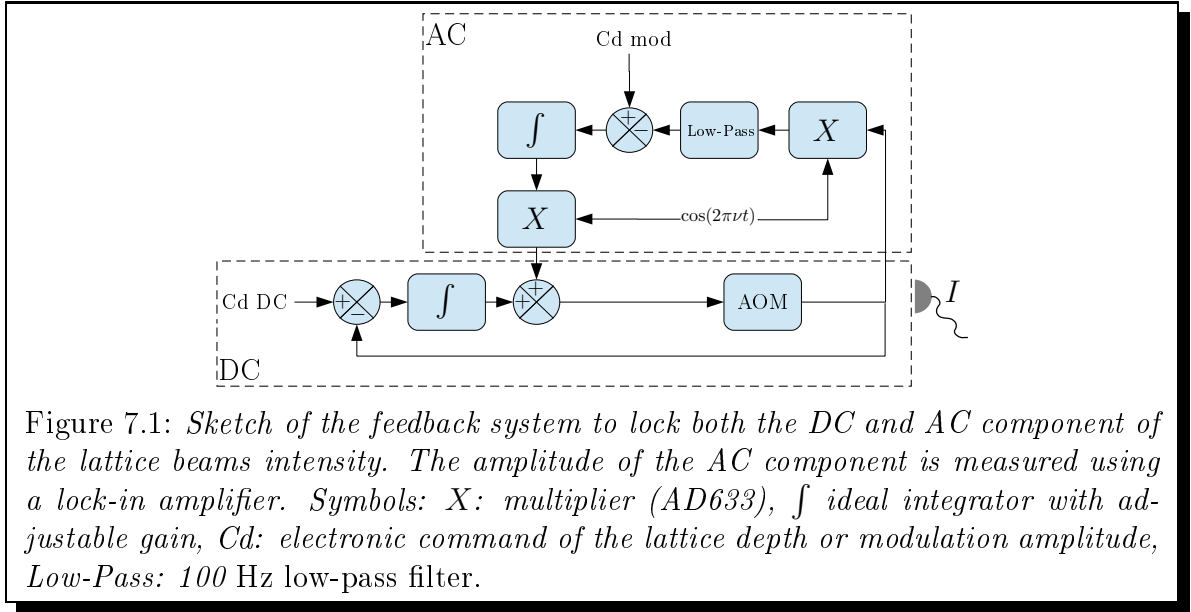 AC
Cd mod
∫
+
−
Low-Pass
X
X
cos(2πνt)
Cd DC
+
−
∫
+
+
AOM
I
DC
Figure 7.1: Sketch of the feedback system to lock both the DC and AC component of
the lattice beams intensity. The amplitude of the AC component is measured using
a lock-in amplifier. Symbols: X: multiplier (AD633), ∫ ideal integrator with ad-
justable gain, Cd: electronic command of the lattice depth or modulation amplitude,
Low-Pass: 100 Hz low-pass filter.